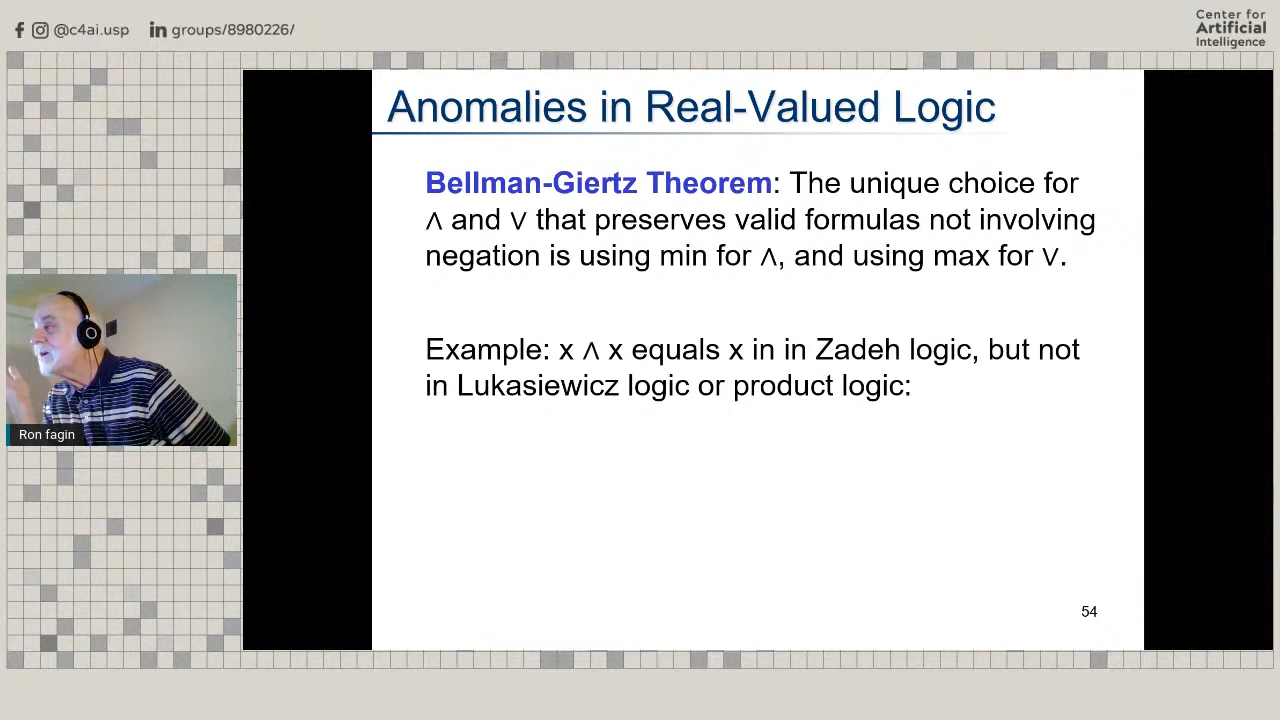 @c4ai.usp in groups/8980226/
Center for
Artificial
Intelligence
Anomalies in Real-Valued Logic
Bellman-Giertz Theorem: The unique choice for
∧ and ∨ that preserves valid formulas not involving
negation is using min for ∧, and using max for ∨.
Example: x ∧ x equals x in in Zadeh logic, but not
in Lukasiewicz logic or product logic:
Ron fagin
54